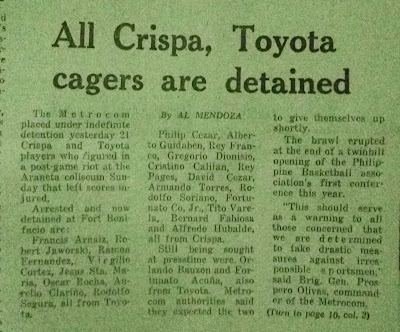 All Crispa, Toyota
cagers are detained
The Metrocom
placed under indefinite
detention yesterday 21
Crispa and Toyota
players who figured in
a post-game riot at the
Araneta coliseum Sun-
day that left scores in-
jured.
Arrested and now
detained at Fort Boni-
facio are:
Francis Arnaiz, Ro-
bert Jaworski, Ramon
Fernandez, Virgilio
Cortez, Jesus Sta. Ma-
ria, Oscar Rocha, Au-
relio Clariño, Rodolfo
Segura, all from Toyo-
ta.
By AL MENDOZA
Philip Cezar, Alber-
to Guidaben, Rey Fran-
co, Gregorio Dionisio,
Cristino Calilan, Rey
Pages, David Cezar,
Armando Torres, Ro-
dolfo Soriano, Fortu-
nato Co, Jr., Tito Vare-
la, Bernard Fabiosa
and Alfredo Hubalde,
all from Crispa.
Still being sought
at presstime were Or-
lando Bauzon and For-
tunato Acuña, also
from Toyota. Metro-
com authorities said
they expected the two
to give themselves up
shortly.
The brawl erupted
at the end of a twinbill
opening of the Philip-
pine Basketball asso-
ciation's first confer-
ence this year.
"This should serve
as a warning to all
those concerned that
we are determined
to take drastic mea-
sures against irres-
ponsible sportsmen,"
said Brig. Gen. Pros-
pero Olivas, command-
er of the Metrocom.
(Turn to page 10, col. 2)